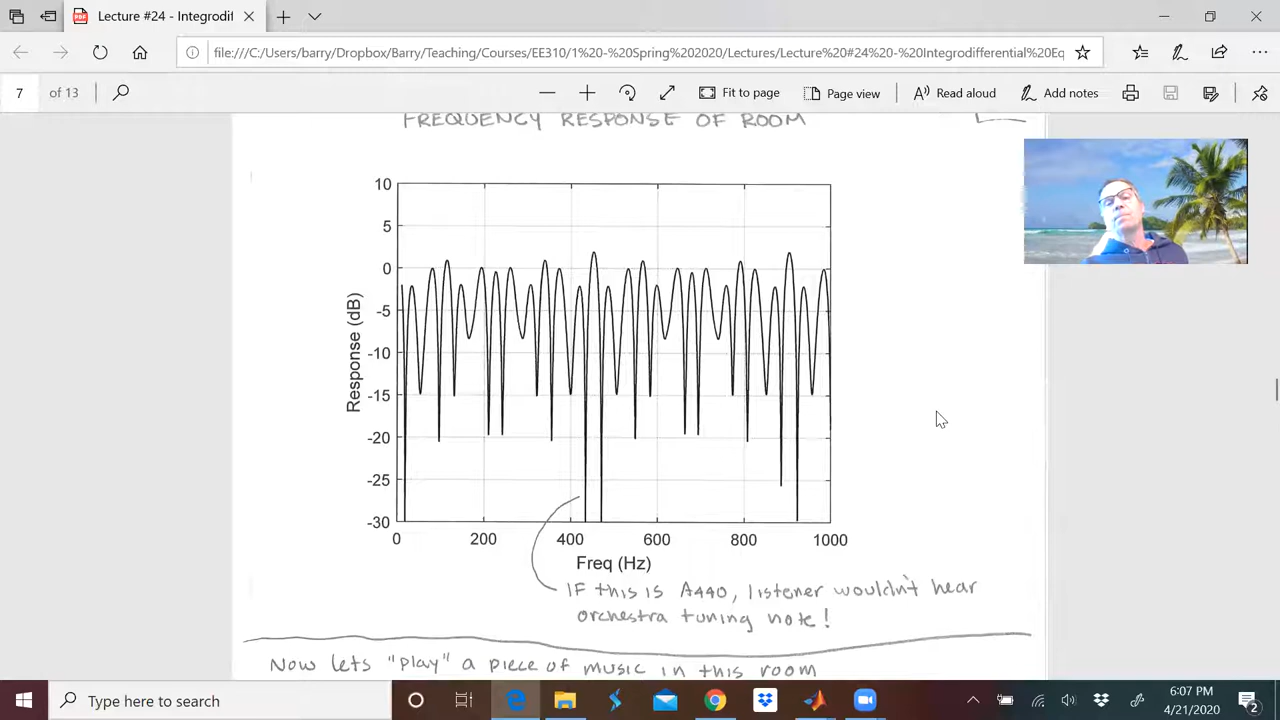 Lecture #24 - Integrodif
file:///C:/Users/barry/Dropbox/Barry/Teaching/Courses/EE310/1%20-%20Spring%202020/Lectures/Lecture%20#24%20-%20Integrodifferential%20Eq
7 of 13
Fit to page
Page view
Read aloud
Add notes
FREQUENCY RESPONSE OF ROOM
10
5
0
-5
-10
-15
-20
-25
-30
Response (dB)
0 200 400 600 800 1000
Freq (Hz)
IF this is A440, listener wouldn't hear
orchestra tuning note!
Now lets "play" a piece of music in this room
Type here to search
6:07 PM
4/21/2020
2